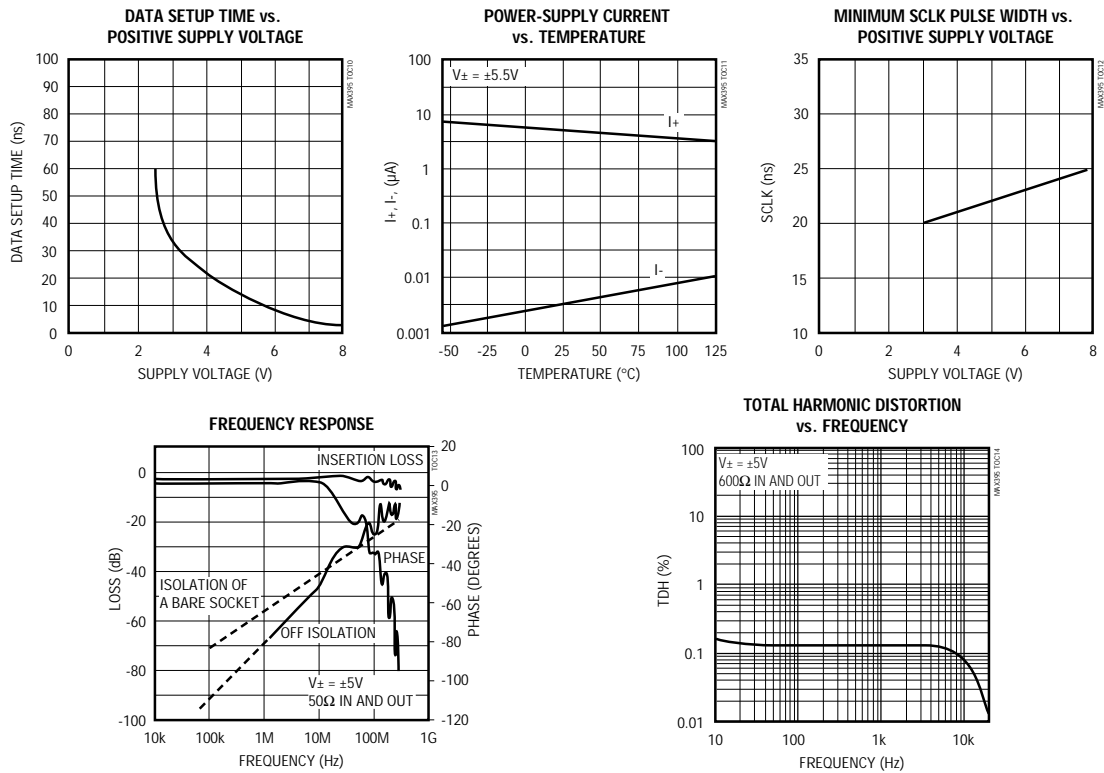 DATA SETUP TIME vs.
POSITIVE SUPPLY VOLTAGE
100
90
80
70
60
50
40
30
20
10
0
DATA SETUP TIME (ns)
0
2
4
6
8
SUPPLY VOLTAGE (V)
MAX395 TOC10
POWER-SUPPLY CURRENT
vs. TEMPERATURE
100
10
1
0.1
0.01
0.001
I+, I-, (µA)
V± = ±5.5V
I+
I-
-50 -25 0 25 50 75 100 125
TEMPERATURE (°C)
MAX395 TOC11
MINIMUM SCLK PULSE WIDTH vs.
POSITIVE SUPPLY VOLTAGE
35
30
25
20
15
10
SCLK (ns)
0
2
4
6
8
SUPPLY VOLTAGE (V)
MAX395 TOC12
FREQUENCY RESPONSE
0
-20
-40
-60
-80
-100
LOSS (dB)
INSERTION LOSS
PHASE
ISOLATION OF
A BARE SOCKET
OFF ISOLATION
V± = ±5V
50Ω IN AND OUT
20
0
-20
-40
-60
-80
-100
-120
PHASE (DEGREES)
10k 100k 1M 10M 100M 1G
FREQUENCY (Hz)
MAX395 TOC13
TOTAL HARMONIC DISTORTION
vs. FREQUENCY
100
10
1
0.1
0.01
TDH (%)
V± = ±5V
600Ω IN AND OUT
10 100 1k 10k
FREQUENCY (Hz)
MAX395 TOC14